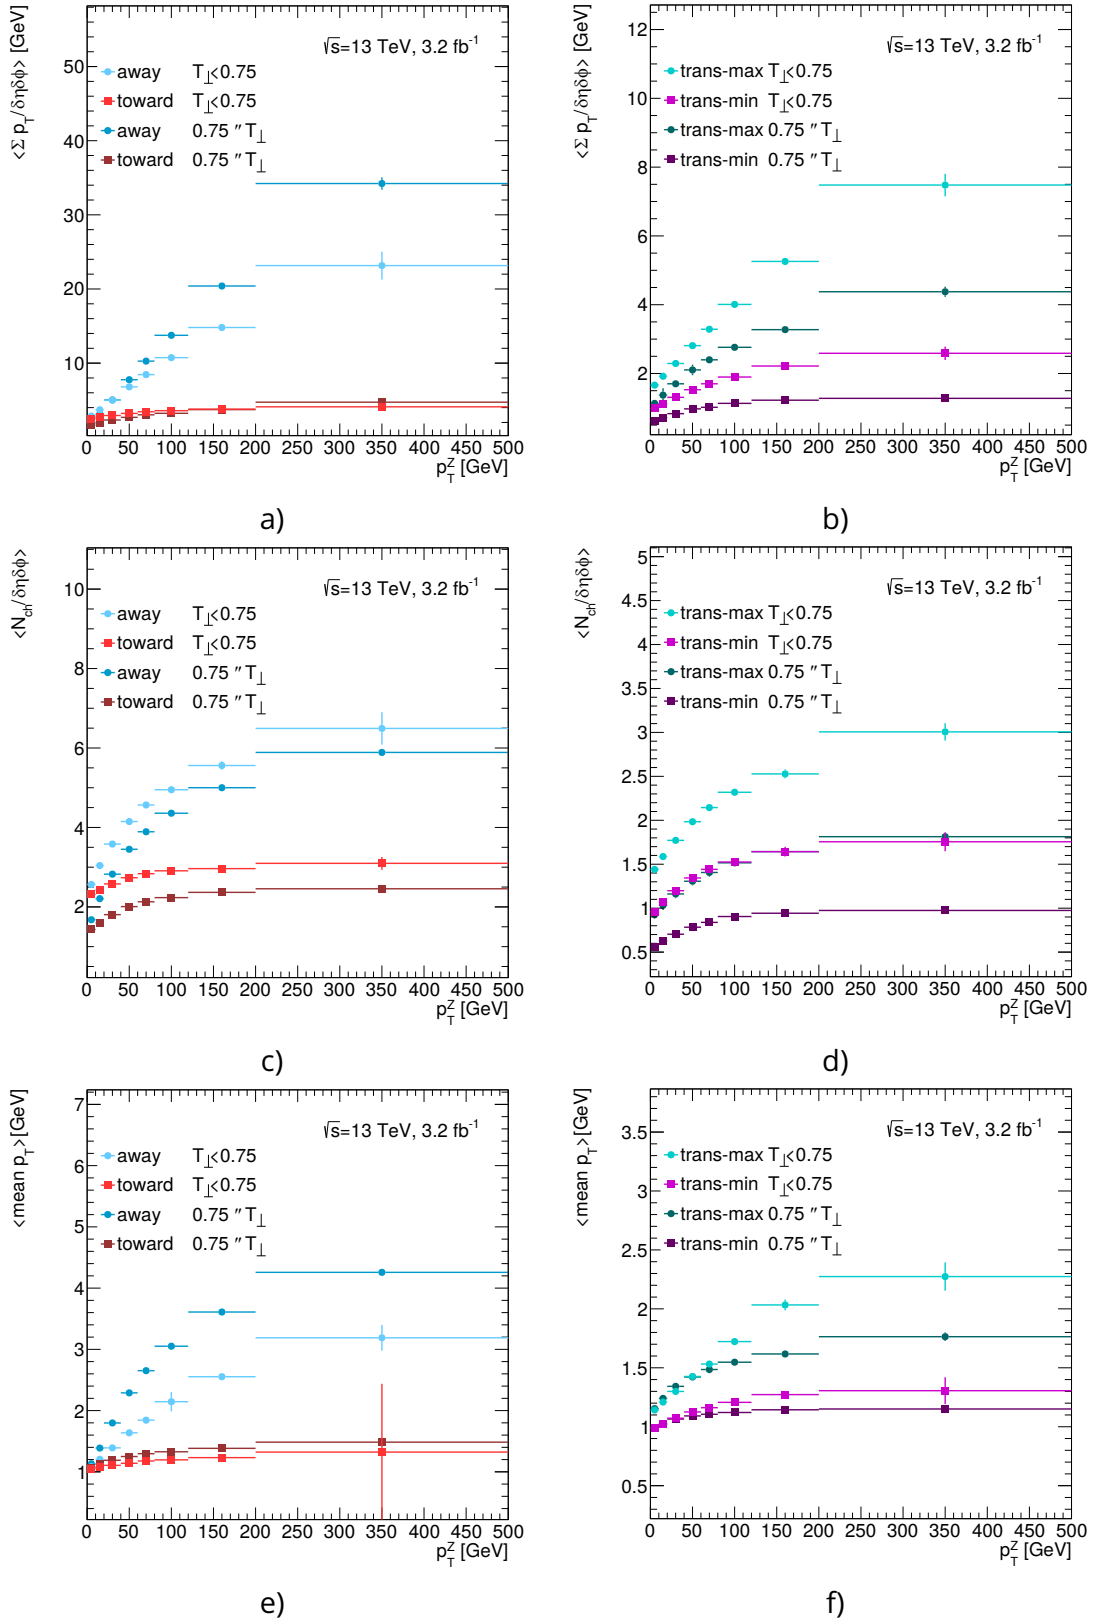 <Σ p_T/δηδϕ> [GeV]
√s=13 TeV, 3.2 fb⁻¹
away T⊥<0.75
toward T⊥<0.75
away 0.75 ″ T⊥
toward 0.75 ″ T⊥
50
40
30
20
10
0 50 100 150 200 250 300 350 400 450 500
p_T^Z [GeV]
a)
<Σ p_T/δηδϕ> [GeV]
√s=13 TeV, 3.2 fb⁻¹
trans-max T⊥<0.75
trans-min T⊥<0.75
trans-max 0.75 ″ T⊥
trans-min 0.75 ″ T⊥
12
10
8
6
4
2
0 50 100 150 200 250 300 350 400 450 500
p_T^Z [GeV]
b)
<N_ch/δηδϕ>
√s=13 TeV, 3.2 fb⁻¹
away T⊥<0.75
toward T⊥<0.75
away 0.75 ″ T⊥
toward 0.75 ″ T⊥
10
8
6
4
2
0 50 100 150 200 250 300 350 400 450 500
p_T^Z [GeV]
c)
<N_ch/δηδϕ>
√s=13 TeV, 3.2 fb⁻¹
trans-max T⊥<0.75
trans-min T⊥<0.75
trans-max 0.75 ″ T⊥
trans-min 0.75 ″ T⊥
5
4.5
4
3.5
3
2.5
2
1.5
1
0.5
0 50 100 150 200 250 300 350 400 450 500
p_T^Z [GeV]
d)
<mean p_T> [GeV]
√s=13 TeV, 3.2 fb⁻¹
away T⊥<0.75
toward T⊥<0.75
away 0.75 ″ T⊥
toward 0.75 ″ T⊥
7
6
5
4
3
2
1
0 50 100 150 200 250 300 350 400 450 500
p_T^Z [GeV]
e)
<mean p_T> [GeV]
√s=13 TeV, 3.2 fb⁻¹
trans-max T⊥<0.75
trans-min T⊥<0.75
trans-max 0.75 ″ T⊥
trans-min 0.75 ″ T⊥
3.5
3
2.5
2
1.5
1
0.5
0 50 100 150 200 250 300 350 400 450 500
p_T^Z [GeV]
f)